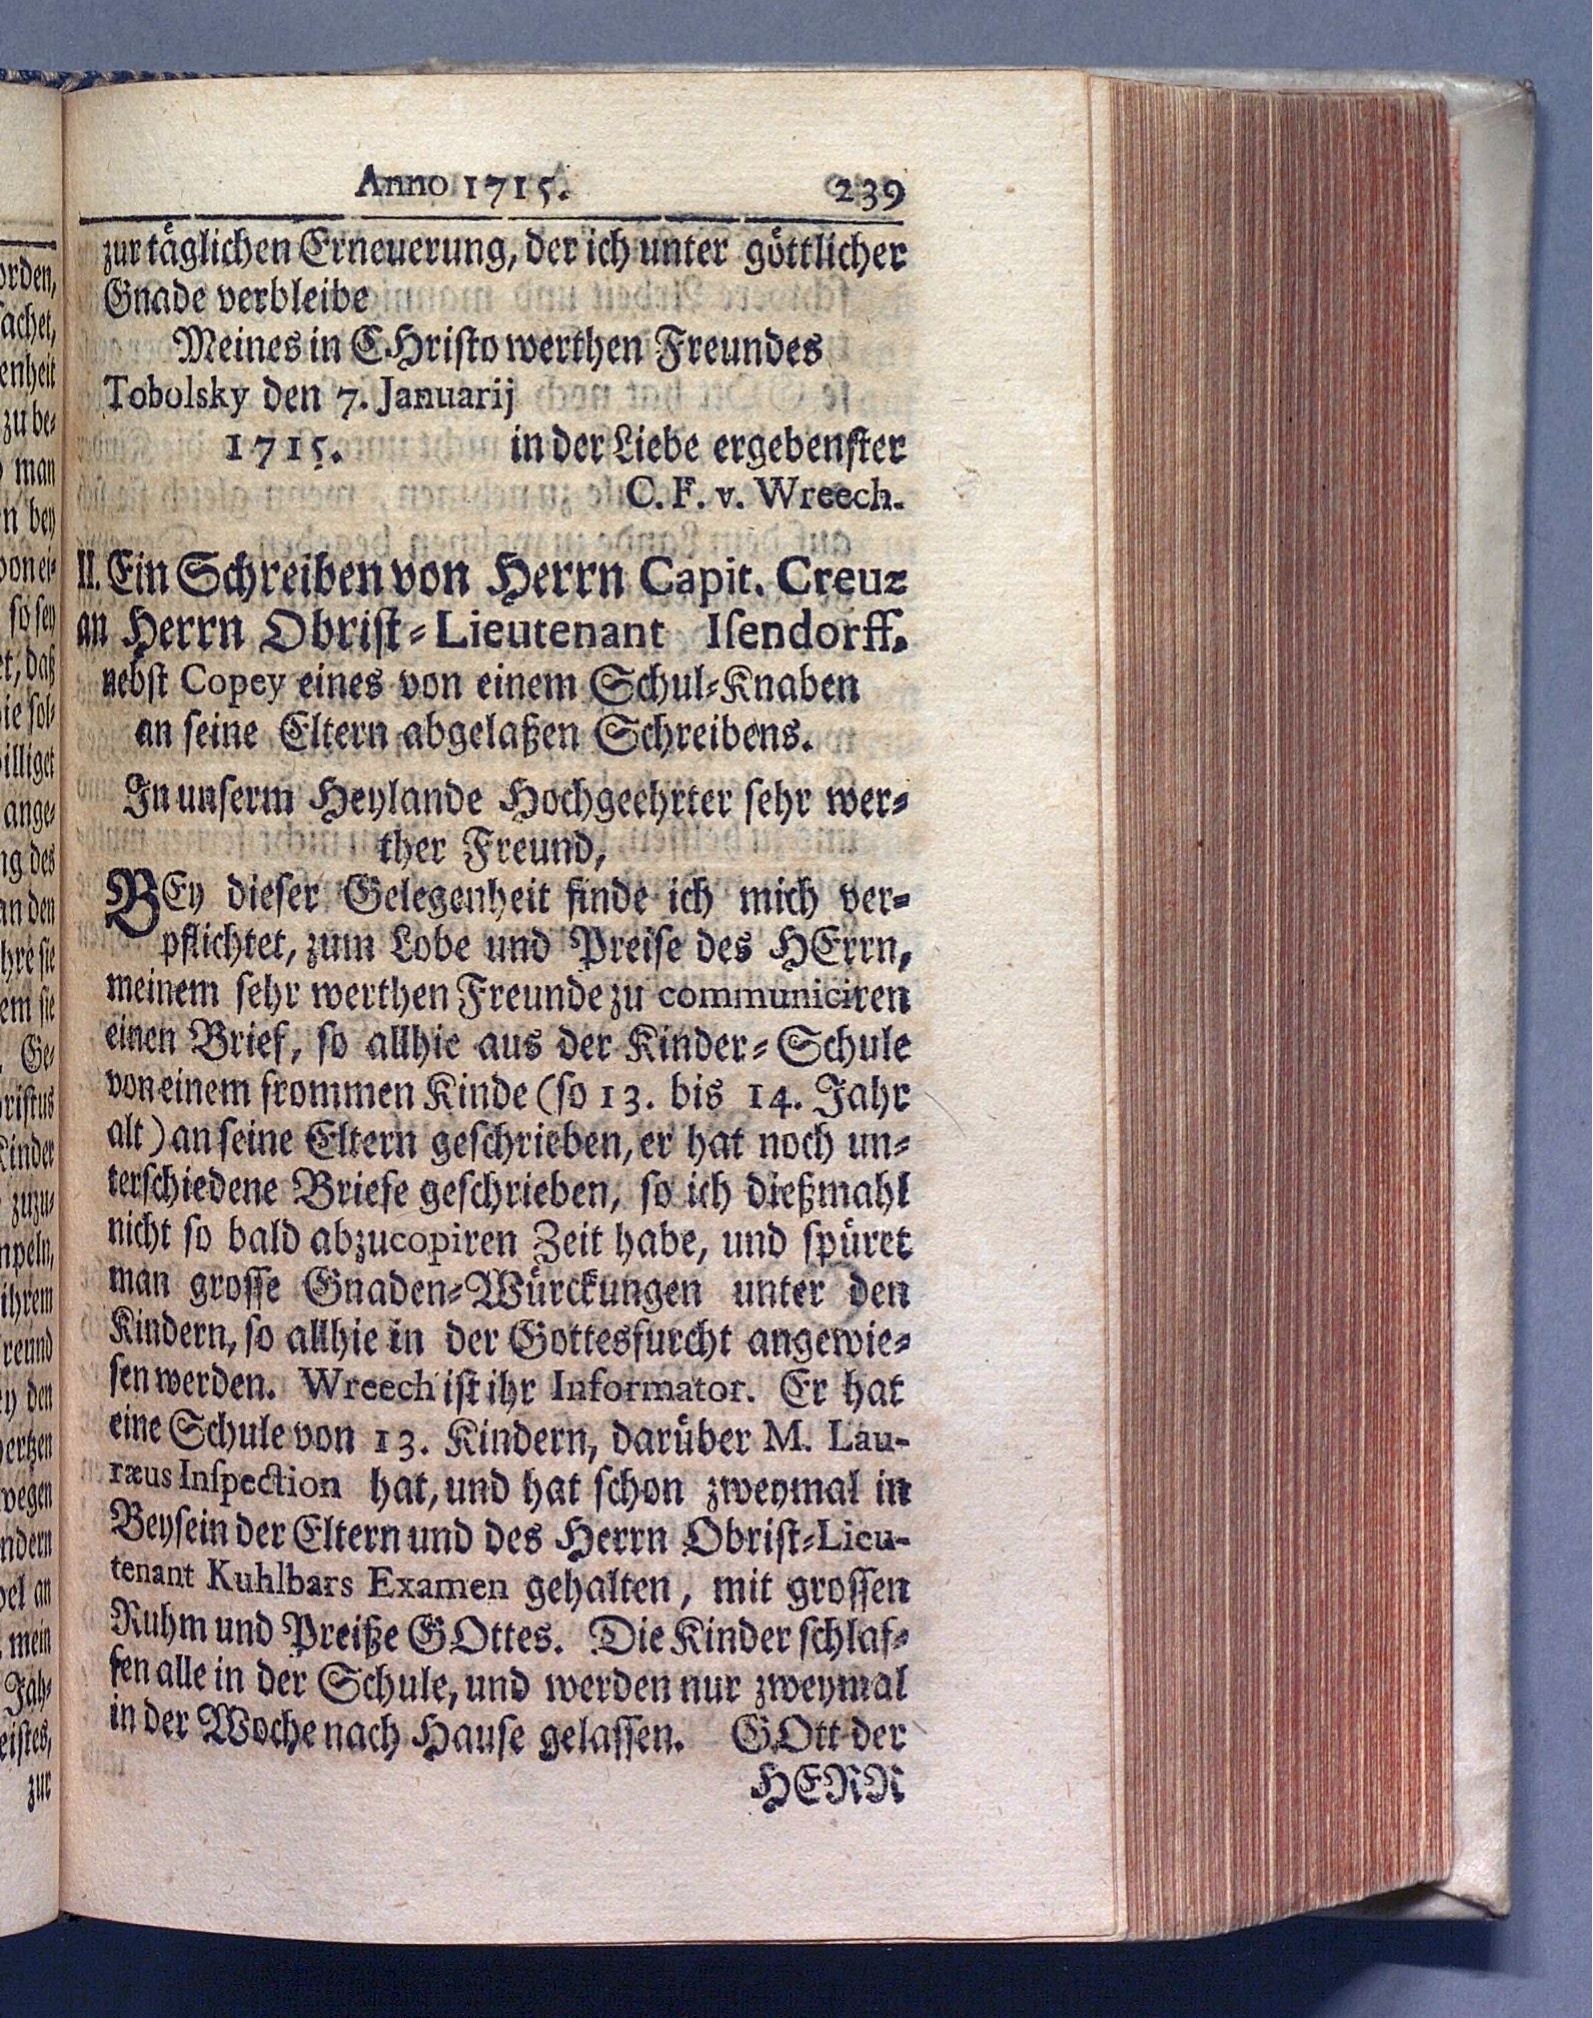 Anno 1715. 239
zur täglichen Erneuerung, der ich unter göttlicher
Gnade verbleibe
Meines in CHristo werthen Freundes
Tobolsky den 7. Januarij
1715. in der Liebe ergebenster
C. F. v. Wreech.
II. Ein Schreiben von Herrn Capit. Creuz
an Herrn Obrist-Lieutenant Isendorff,
nebst Copey eines von einem Schul-Knaben
an seine Eltern abgelaßen Schreibens.
In unserm Heylande Hochgeehrter sehr wer-
ther Freund,
BEy dieser Gelegenheit finde ich mich ver-
pflichtet, zum Lobe und Preise des HErrn,
meinem sehr werthen Freunde zu communiciren
einen Brief, so allhie aus der Kinder-Schule
von einem frommen Kinde (so 13. bis 14. Jahr
alt) an seine Eltern geschrieben, er hat noch un-
terschiedene Briefe geschrieben, so ich dießmahl
nicht so bald abzucopiren Zeit habe, und spüret
man grosse Gnaden-Würckungen unter den
Kindern, so allhie in der Gottesfurcht angewie-
sen werden. Wreech ist ihr Informator. Er hat
eine Schule von 13. Kindern, darüber M. Lau-
ræus Inspection hat, und hat schon zweymal in
Beysein der Eltern und des Herrn Obrist-Lieu-
tenant Kuhlbars Examen gehalten, mit grossen
Ruhm und Preiße GOttes. Die Kinder schlaf-
fen alle in der Schule, und werden nur zweymal
in der Woche nach Hause gelassen. GOtt der
HERR